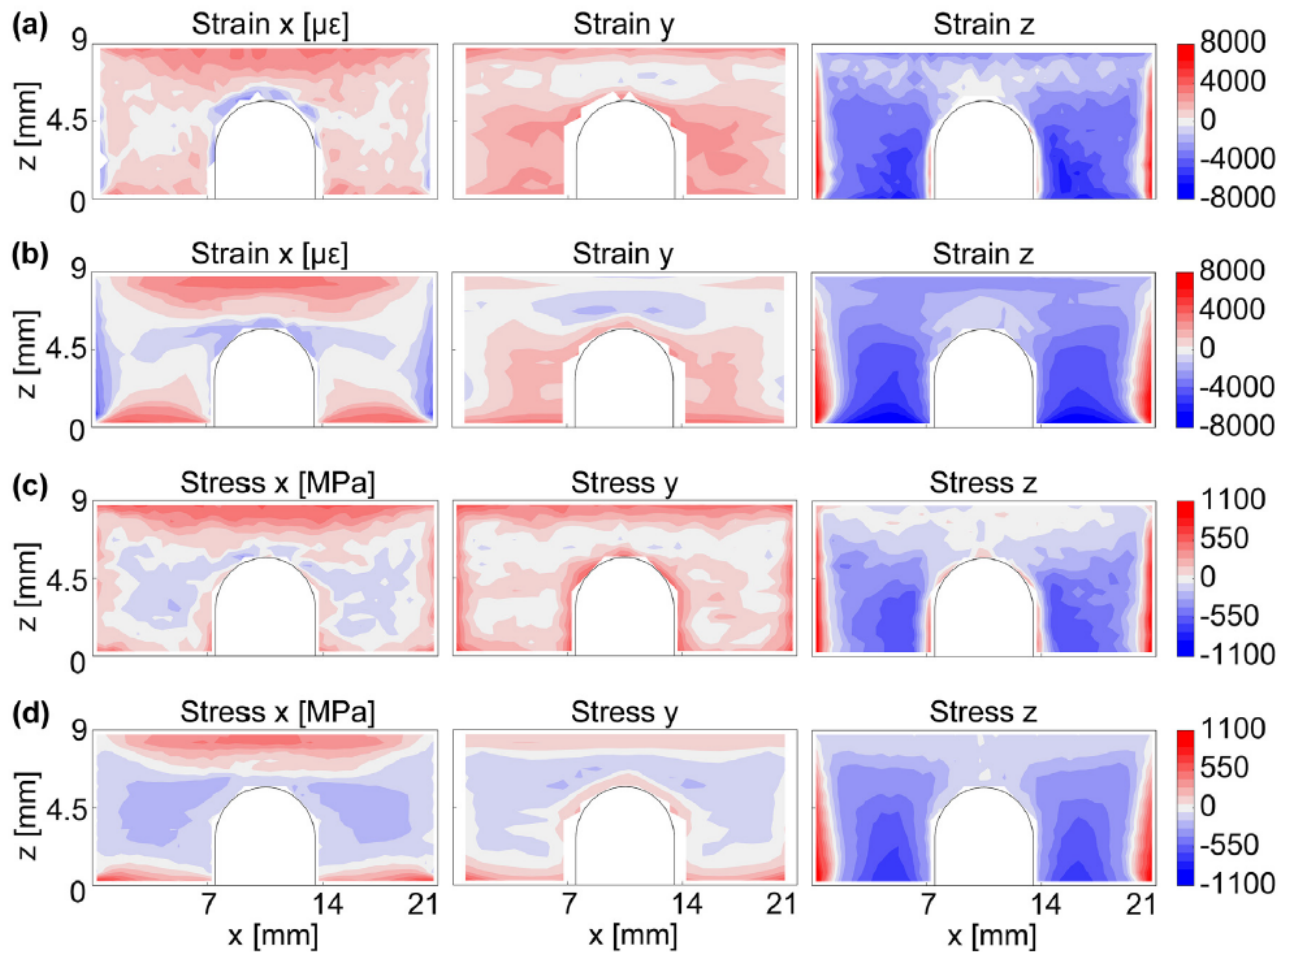 (a) Strain x [µε] Strain y Strain z
9 4.5 0 z [mm]
8000 4000 0 -4000 -8000
(b) Strain x [µε] Strain y Strain z
9 4.5 0 z [mm]
8000 4000 0 -4000 -8000
(c) Stress x [MPa] Stress y Stress z
9 4.5 0 z [mm]
1100 550 0 -550 -1100
(d) Stress x [MPa] Stress y Stress z
9 4.5 0 z [mm]
1100 550 0 -550 -1100
7 14 21 7 14 7 14 21
x [mm] x [mm] x [mm]